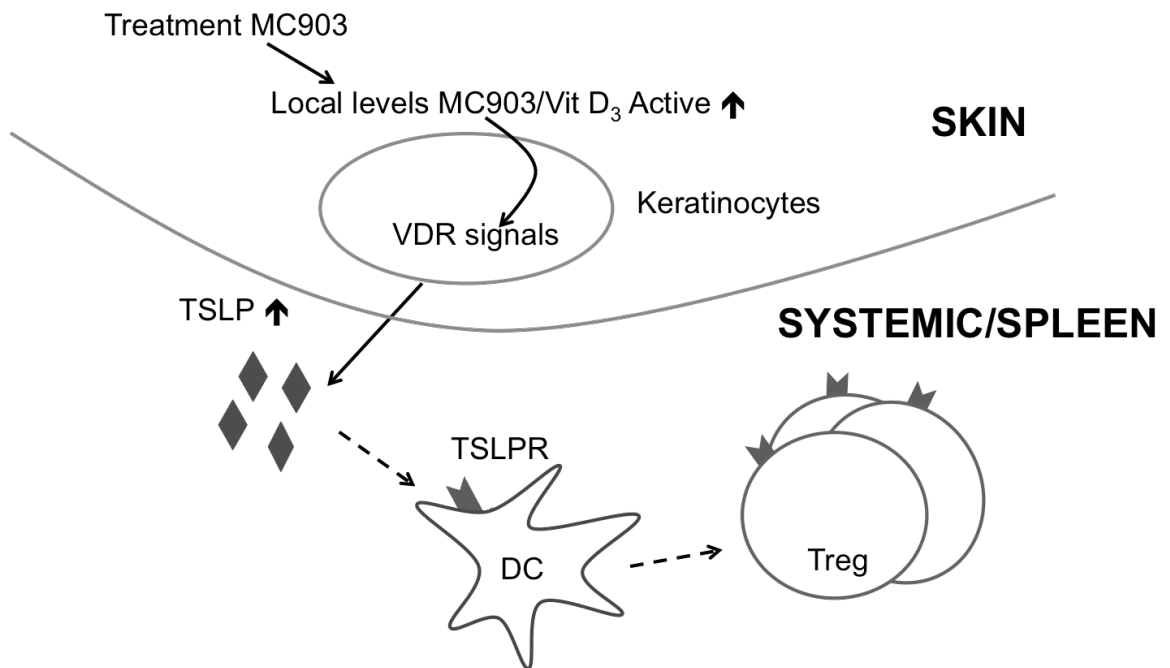 Treatment MC903
Local levels MC903/Vit D₃ Active ⬆
SKIN
Keratinocytes
VDR signals
TSLP ⬆
SYSTEMIC/SPLEEN
TSLPR
DC
Treg